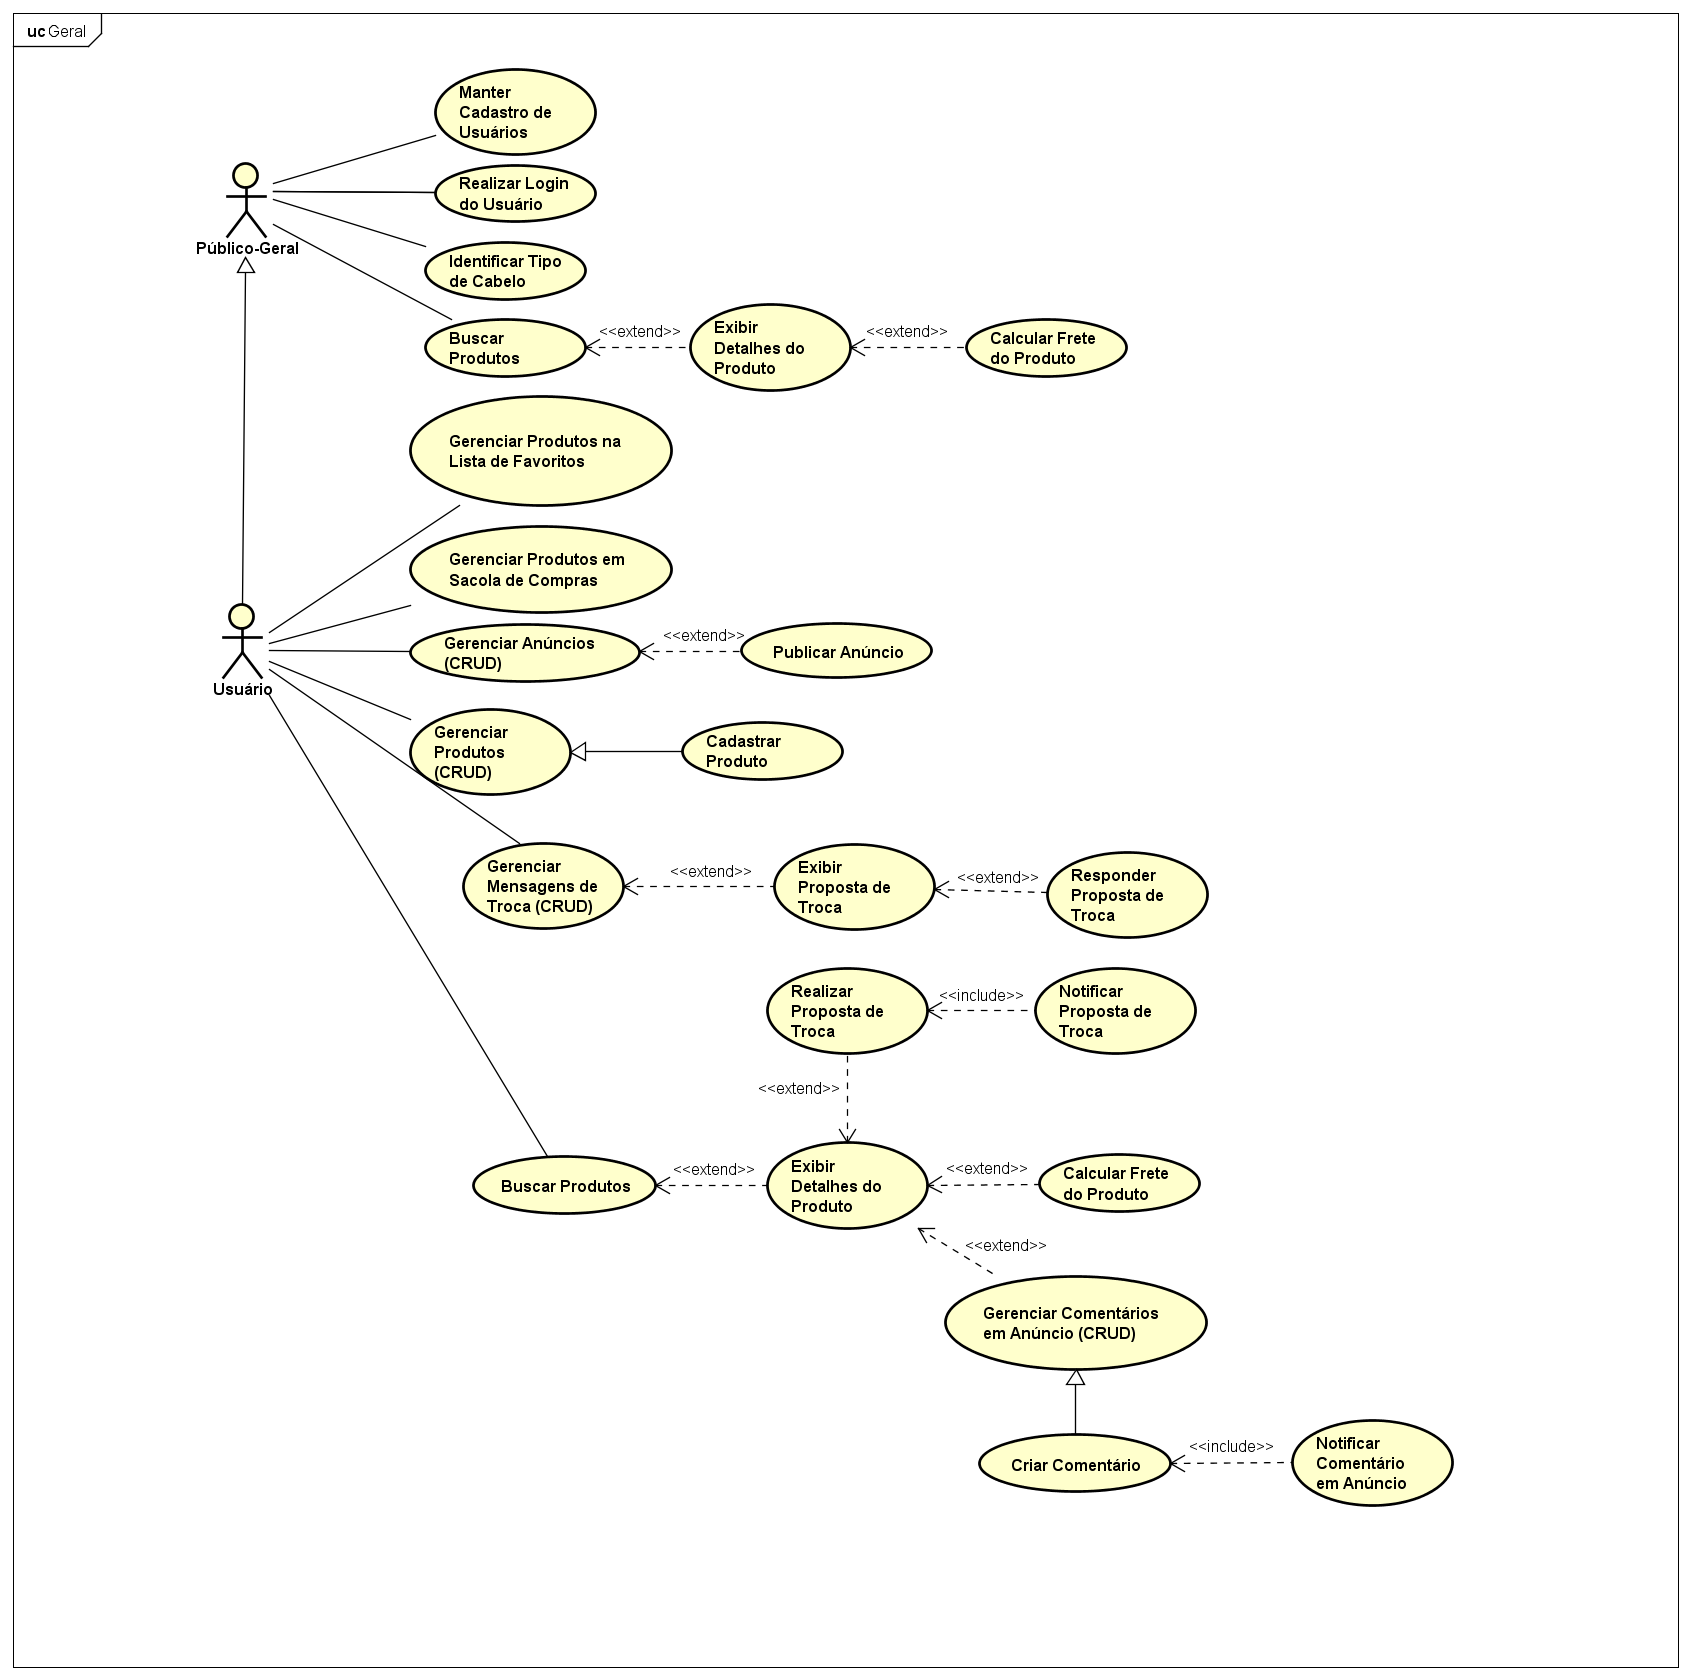 uc Geral
Manter
Cadastro de
Usuários
Realizar Login
do Usuário
Público-Geral
Identificar Tipo
de Cabelo
Buscar
Produtos
<<extend>>
Exibir
Detalhes do
Produto
<<extend>>
Calcular Frete
do Produto
Gerenciar Produtos na
Lista de Favoritos
Gerenciar Produtos em
Sacola de Compras
Usuário
Gerenciar Anúncios
(CRUD)
<<extend>>
Publicar Anúncio
Gerenciar
Produtos
(CRUD)
Cadastrar
Produto
Gerenciar
Mensagens de
Troca (CRUD)
<<extend>>
Exibir
Proposta de
Troca
<<extend>>
Responder
Proposta de
Troca
Realizar
Proposta de
Troca
<<include>>
Notificar
Proposta de
Troca
<<extend>>
Buscar Produtos
<<extend>>
Exibir
Detalhes do
Produto
<<extend>>
Calcular Frete
do Produto
<<extend>>
Gerenciar Comentários
em Anúncio (CRUD)
Criar Comentário
<<include>>
Notificar
Comentário
em Anúncio